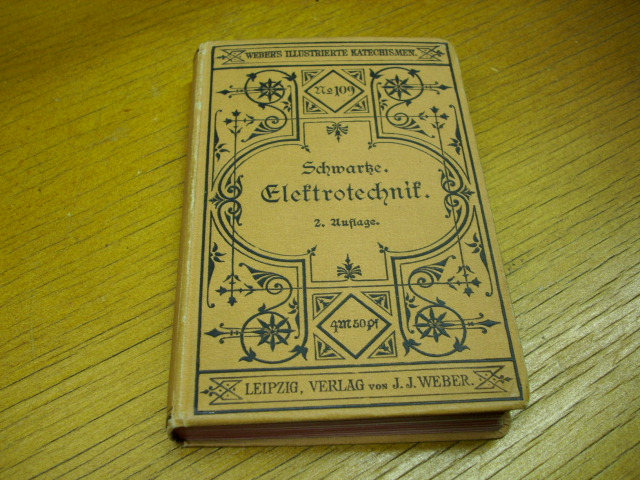 WEBER'S ILLUSTRIERTE KATECHISMEN.
No 109
Schwartze.
Elektrotechnik.
2. Auflage.
4 M 50 Pf
LEIPZIG, VERLAG VON J. J. WEBER.